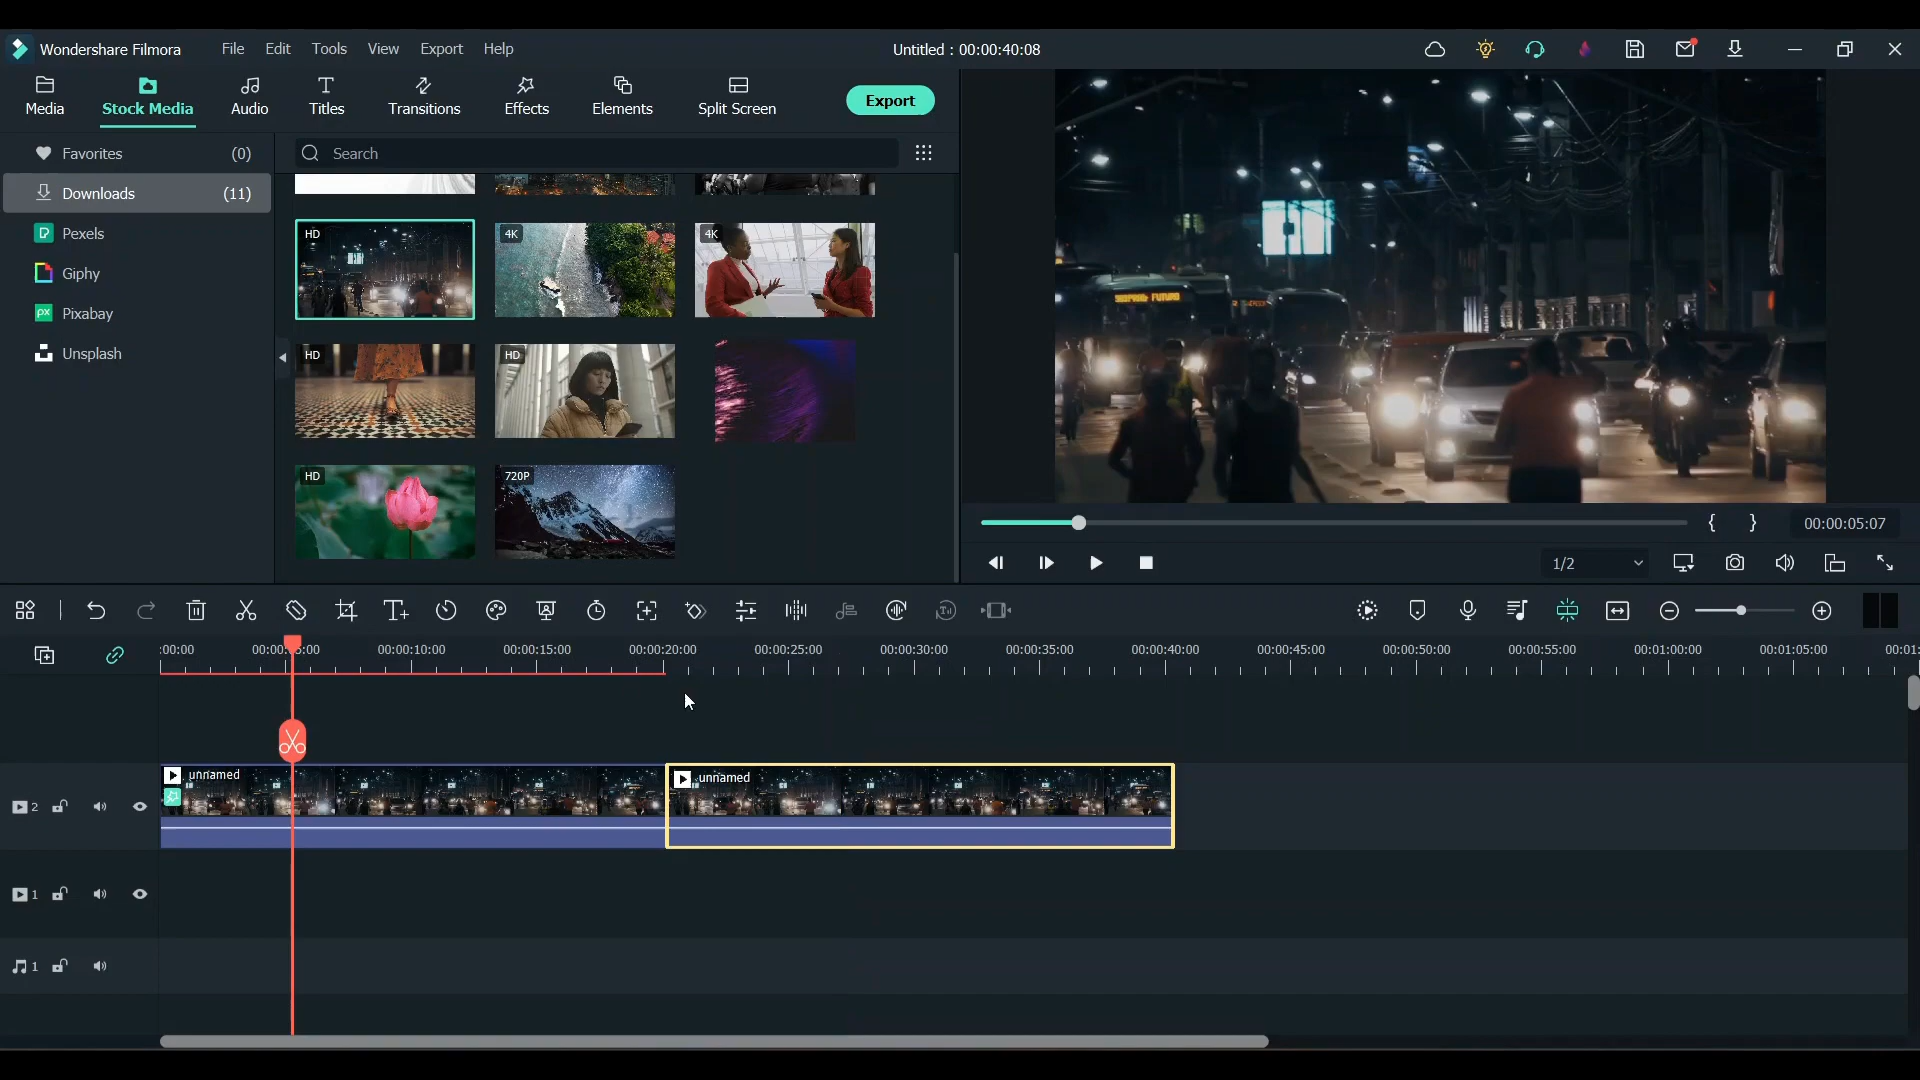 Wondershare Filmora File Edit Tools View Export Help Untitled : 00:00:40:08
Media Stock Media Audio Titles Transitions Effects Elements Split Screen Export
Favorites (0)
Search
Downloads (11)
Pexels
Giphy
Pixabay
Unsplash
HD 4K 4K
HD HD
HD 720P
00:00:05:07
1/2
:00:00 00:00:05:00 00:00:10:00 00:00:15:00 00:00:20:00 00:00:25:00 00:00:30:00 00:00:35:00 00:00:40:00 00:00:45:00 00:00:50:00 00:00:55:00 00:01:00:00 00:01:05:00 00:01:
unnamed unnamed
2
1
1